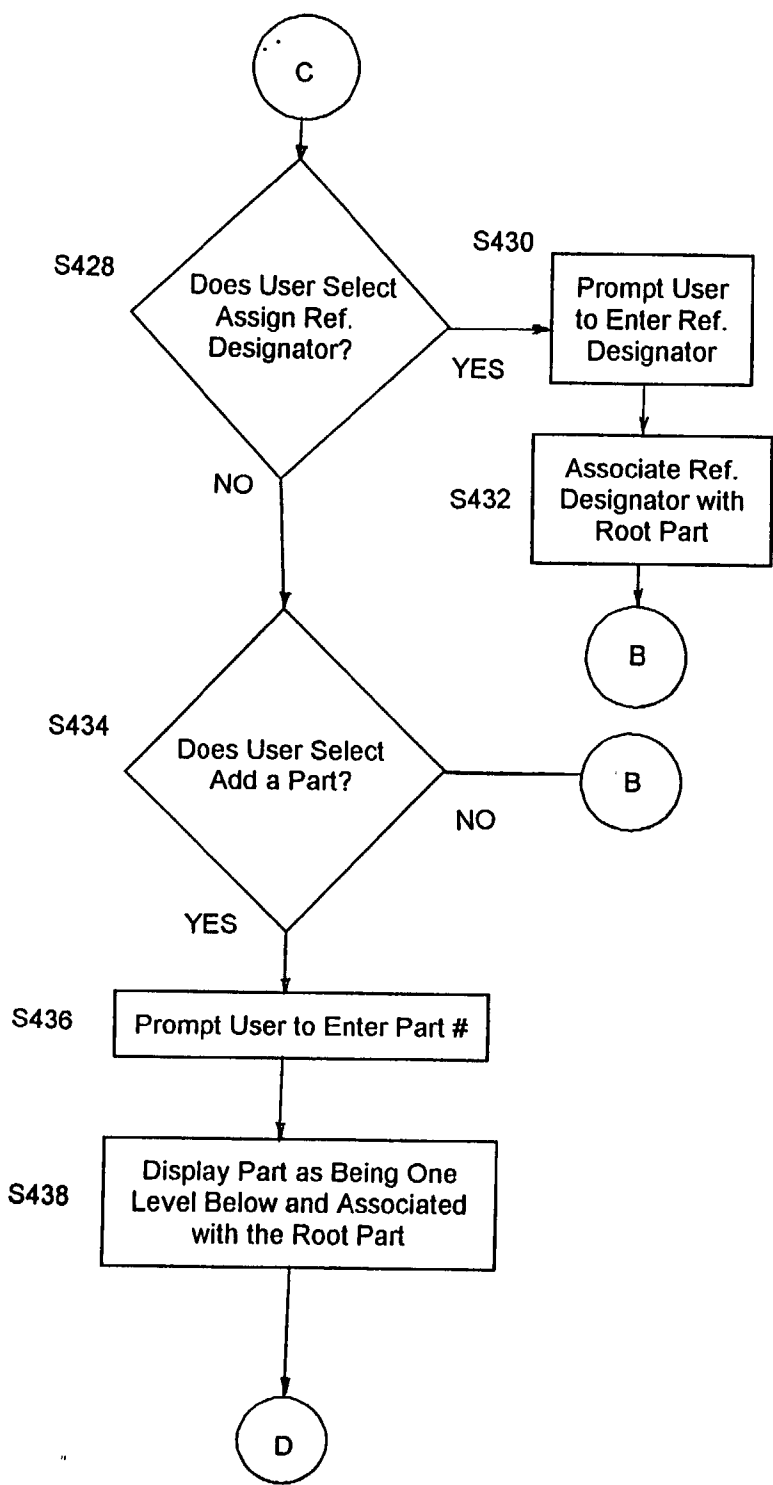 C
S428
Does User Select
Assign Ref.
Designator?
YES
NO
S430
Prompt User
to Enter Ref.
Designator
S432
Associate Ref.
Designator with
Root Part
B
S434
Does User Select
Add a Part?
NO
B
YES
S436
Prompt User to Enter Part #
S438
Display Part as Being One
Level Below and Associated
with the Root Part
D